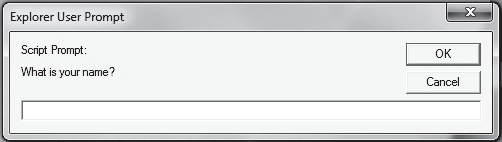 Explorer User Prompt
Script Prompt:
OK
What is your name?
Cancel